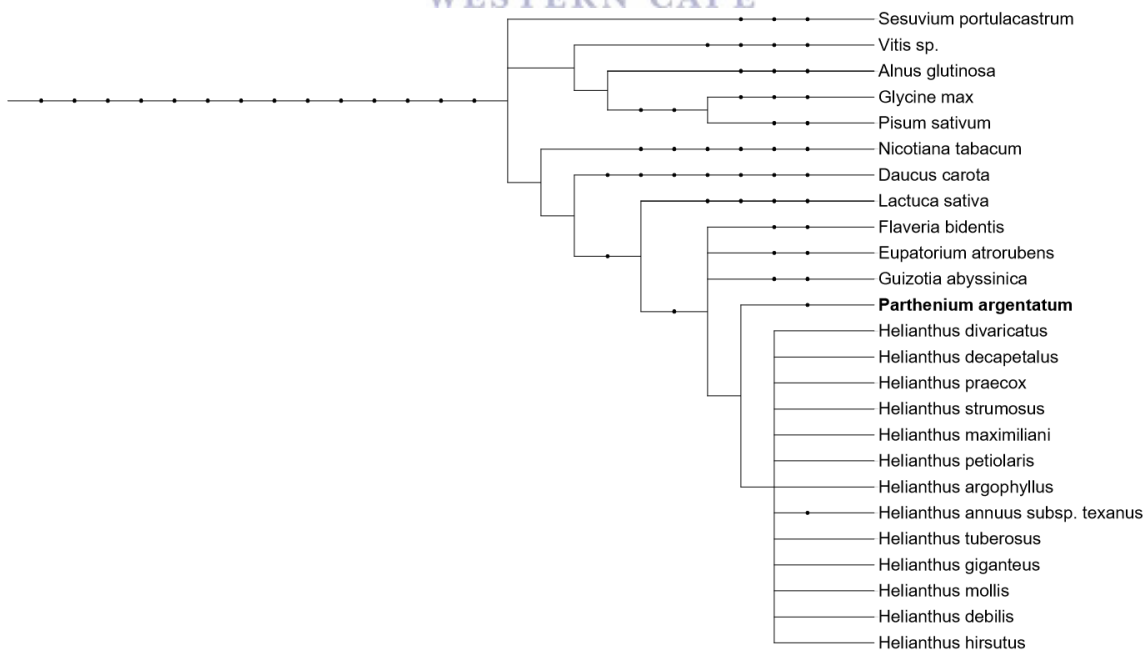 WESTERN CAPE
Sesuvium portulacastrum
Vitis sp.
Alnus glutinosa
Glycine max
Pisum sativum
Nicotiana tabacum
Daucus carota
Lactuca sativa
Flaveria bidentis
Eupatorium atrorubens
Guizotia abyssinica
Parthenium argentatum
Helianthus divaricatus
Helianthus decapetalus
Helianthus praecox
Helianthus strumosus
Helianthus maximiliani
Helianthus petiolaris
Helianthus argophyllus
Helianthus annuus subsp. texanus
Helianthus tuberosus
Helianthus giganteus
Helianthus mollis
Helianthus debilis
Helianthus hirsutus